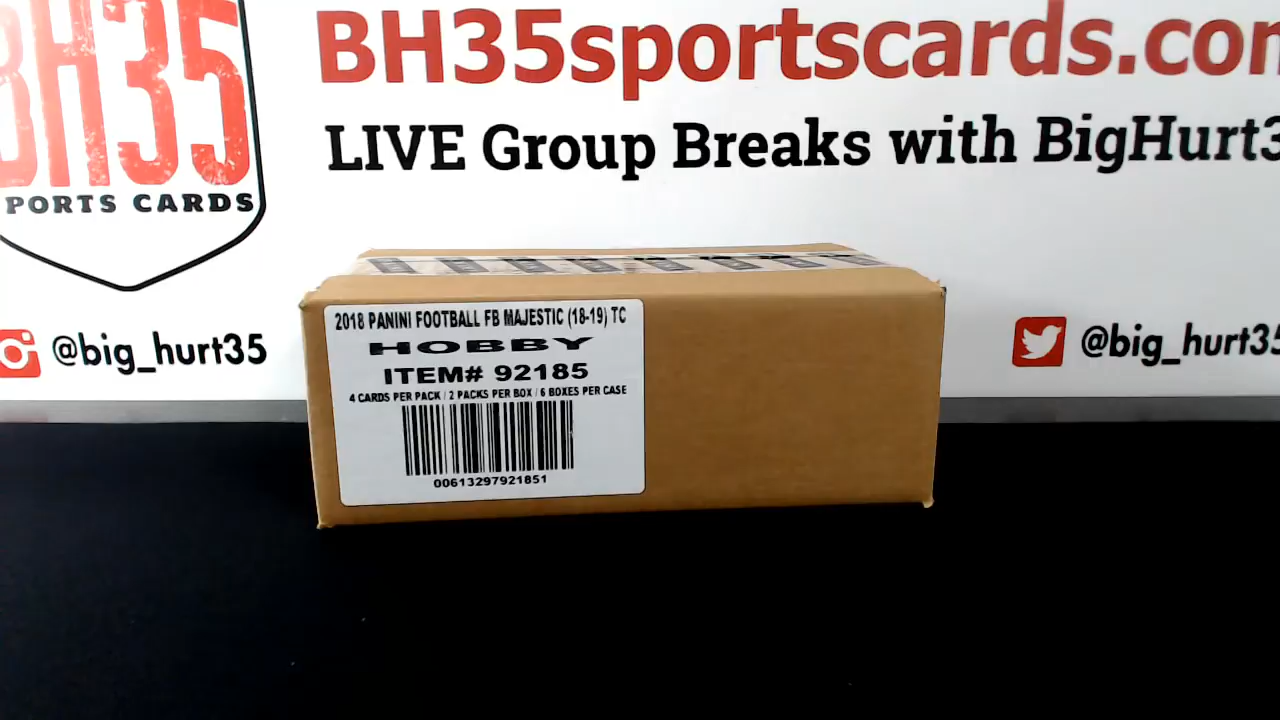 BH35
PORTS CARDS
BH35sportscards.co
LIVE Group Breaks with BigHurt3
@big_hurt35
@big_hurt35
2018 PANINI FOOTBALL FB MAJESTIC (18-19) TC
HOBBY
ITEM# 92185
4 CARDS PER PACK / 2 PACKS PER BOX / 6 BOXES PER CASE
00613297921851